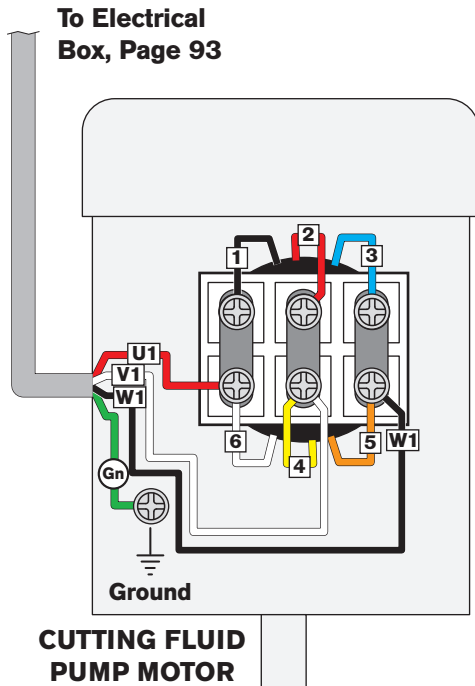 To Electrical
Box, Page 93
1
2
3
U1
V1
W1
6
4
5
W1
Gn
Ground
CUTTING FLUID
PUMP MOTOR